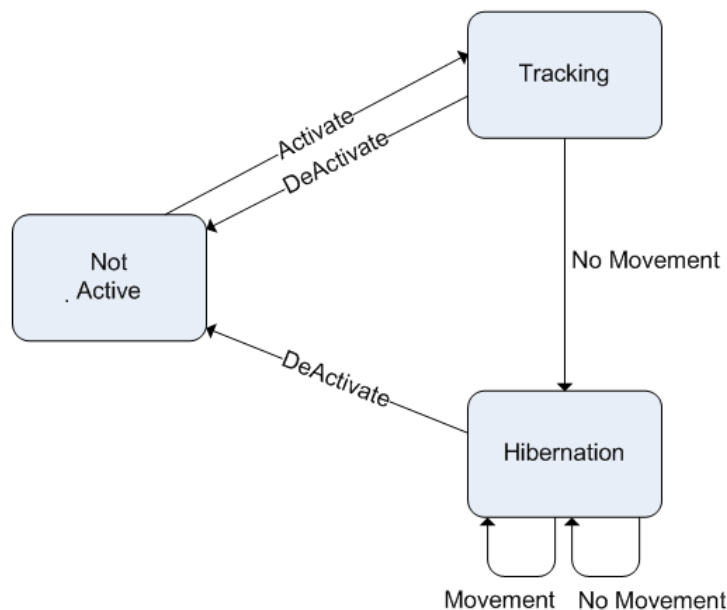 Tracking
Activate
DeActivate
Not
. Active
No Movement
DeActivate
Hibernation
Movement
No Movement